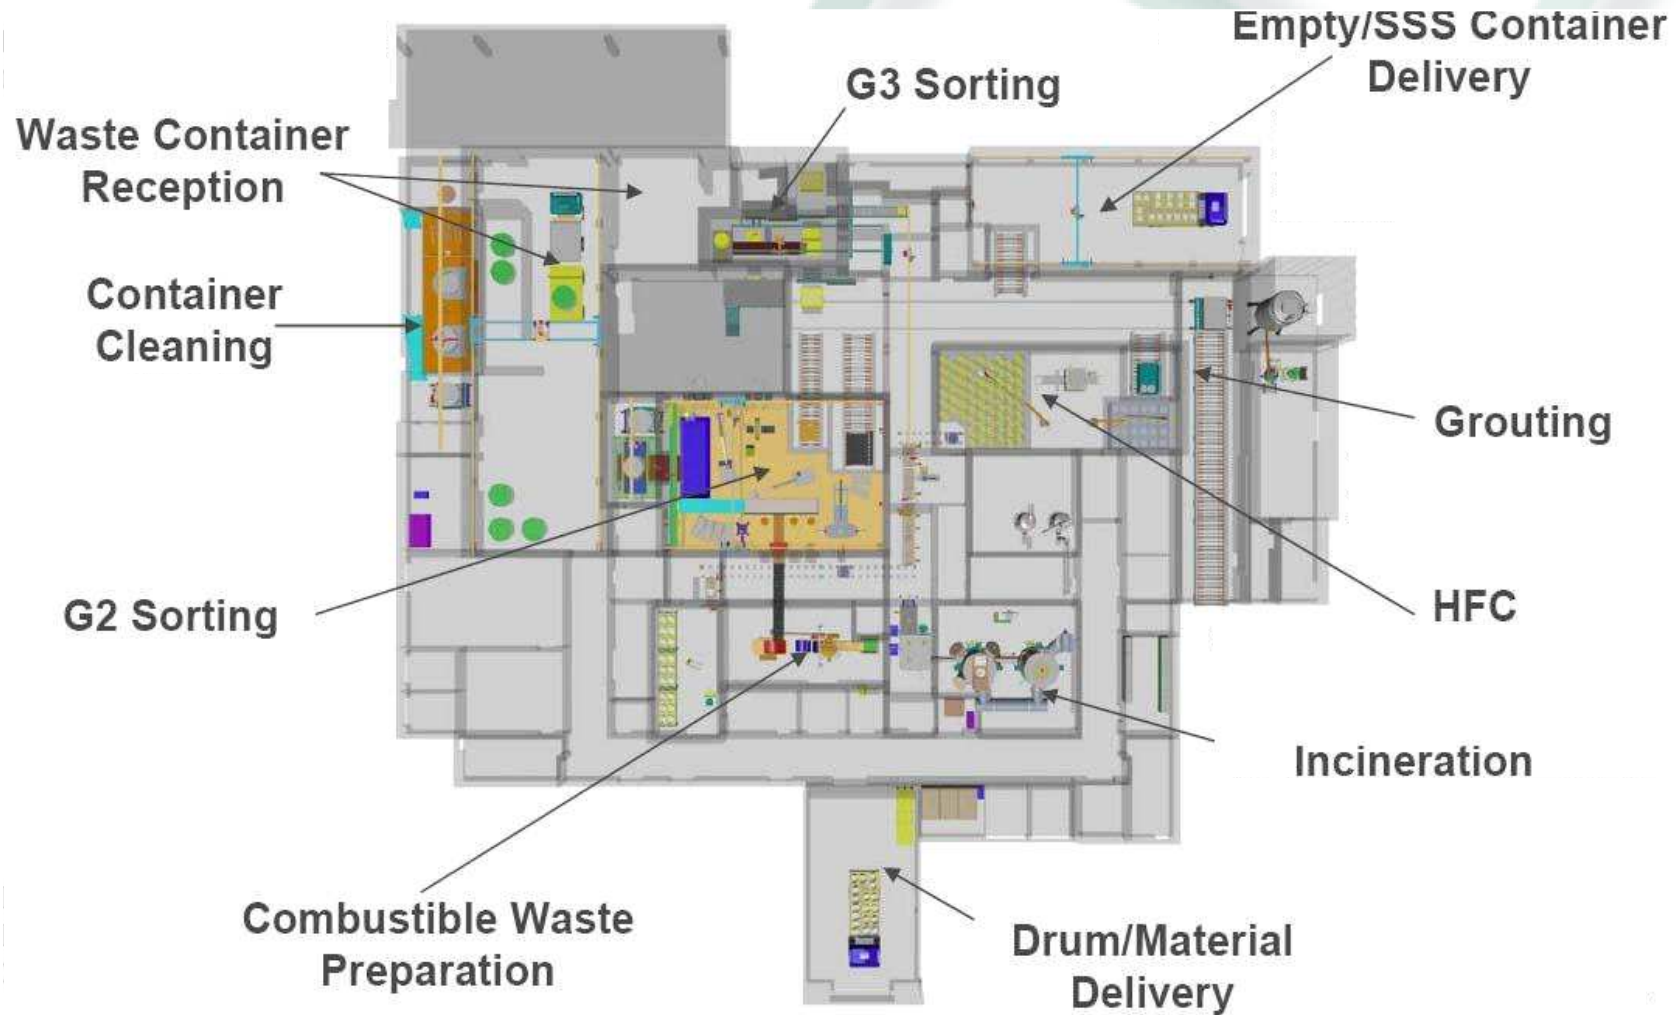 Empty/SSS Container
Delivery
G3 Sorting
Waste Container
Reception
Container
Cleaning
Grouting
G2 Sorting
HFC
Incineration
Combustible Waste
Preparation
Drum/Material
Delivery